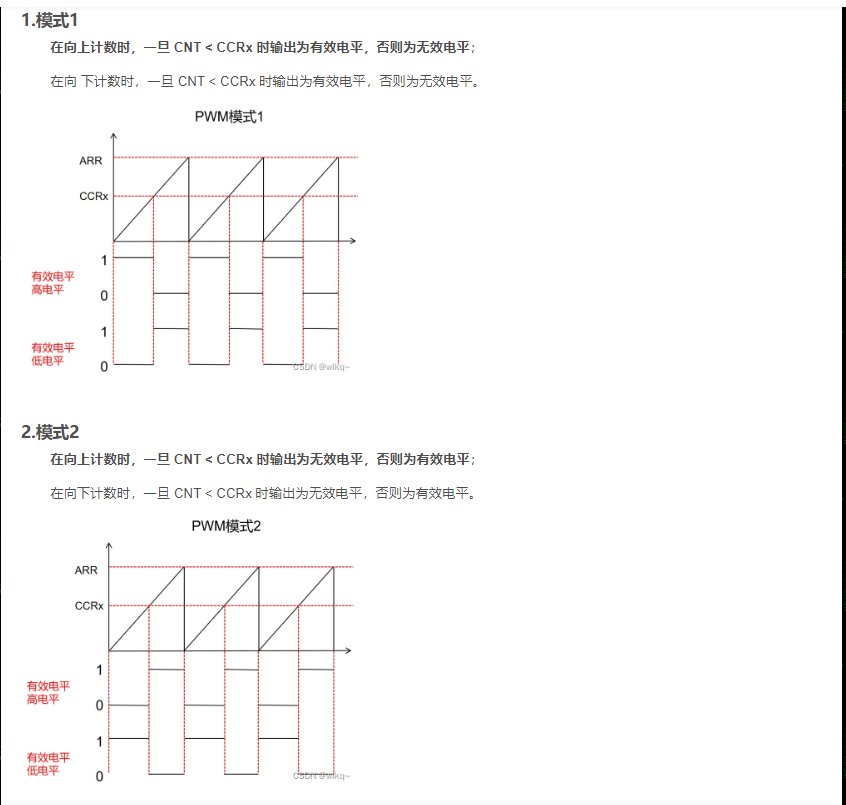 1.模式1
在向上计数时，一旦 CNT < CCRx 时输出为有效电平，否则为无效电平；
在向 下计数时，一旦 CNT < CCRx 时输出为有效电平，否则为无效电平。
PWM模式1
ARR
CCRx
1
有效电平
高电平
0
1
有效电平
低电平
0
CSDN @wlkq~
2.模式2
在向上计数时，一旦 CNT < CCRx 时输出为无效电平，否则为有效电平；
在向下计数时，一旦 CNT < CCRx 时输出为无效电平，否则为有效电平。
PWM模式2
ARR
CCRx
1
有效电平
高电平
0
1
有效电平
低电平
0
CSDN @wlkq~